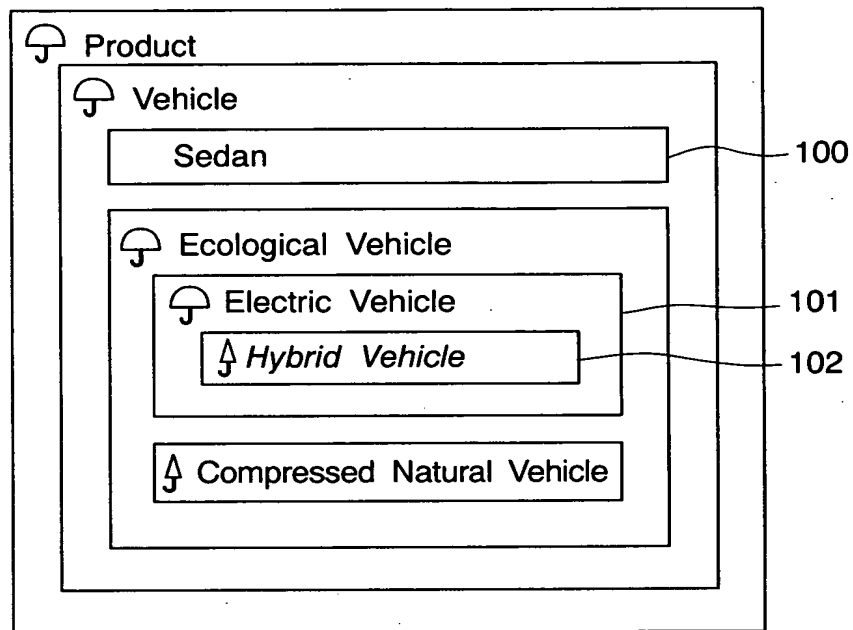 Product
Vehicle
Sedan
100
Ecological Vehicle
Electric Vehicle
101
Hybrid Vehicle
102
Compressed Natural Vehicle